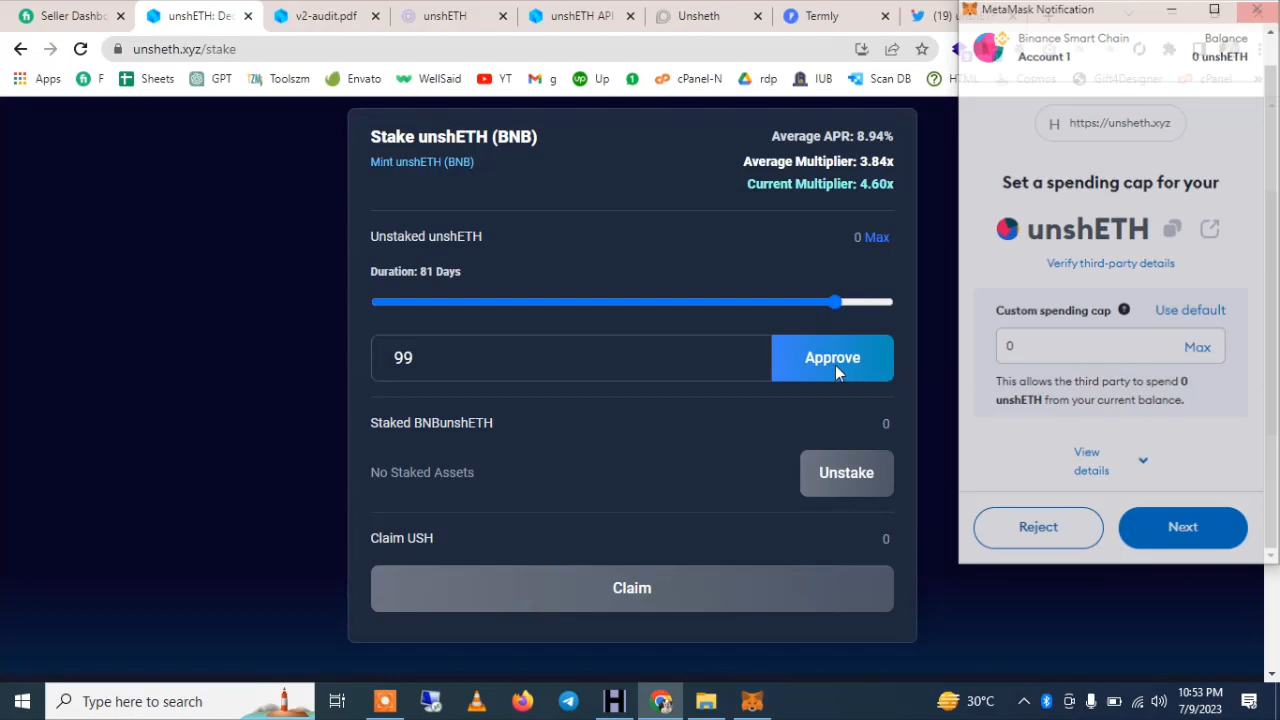 Seller Dashbo
unshETH: Dec
v2-audit.pdf
unshETH
unshETH API
Unsheth
Termly
MetaMask Notification
unsheth.xyz/stake
Apps
F
Sheets
GPT
Toolszm
Envato
WellSaid
YT
g
Up
cPanel-
rdp
IUB
Scan DB
Binance Smart Chain
Balance
Account 1
0 unshETH
H https://unsheth.xyz
Set a spending cap for your
unshETH
Verify third-party details
Custom spending cap
Use default
0
Max
This allows the third party to spend 0
unshETH from your current balance.
View
details
Reject
Next
Stake unshETH (BNB)
Average APR: 8.94%
Mint unshETH (BNB)
Average Multiplier: 3.84x
Current Multiplier: 4.60x
Unstaked unshETH
0 Max
Duration: 81 Days
99
Approve
Staked BNBunshETH
0
No Staked Assets
Unstake
Claim USH
0
Claim
Type here to search
30°C
10:53 PM
7/9/2023